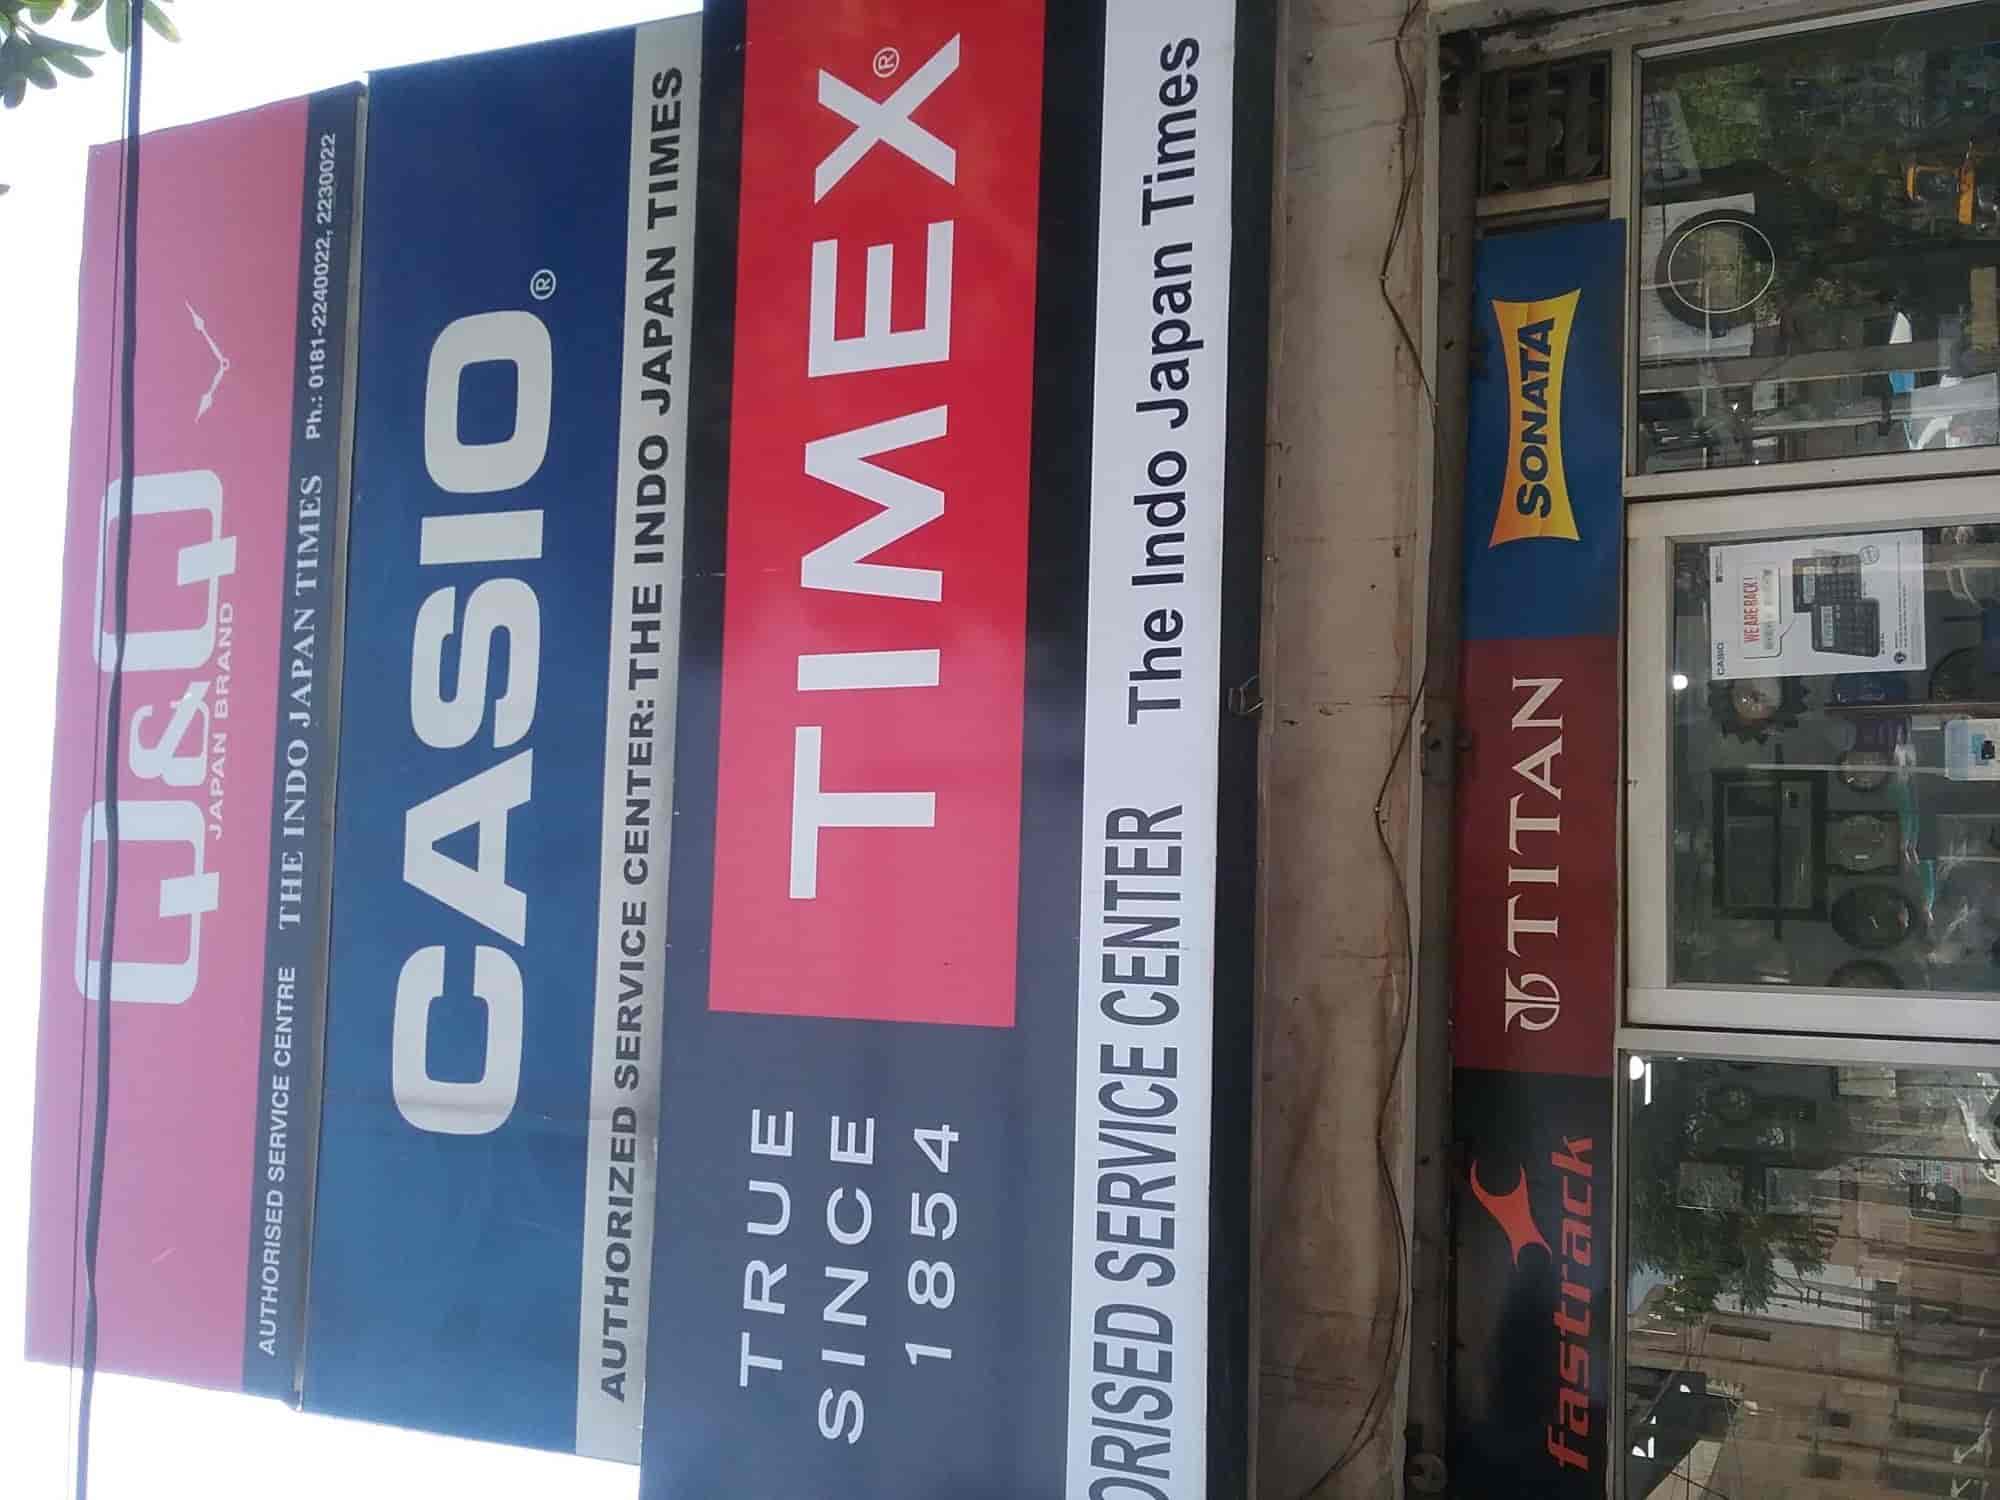 Q&Q
JAPAN BRAND
AUTHORISED SERVICE CENTRE THE INDO JAPAN TIMES Ph.: 0181-2240022, 2230022
CASIO®
AUTHORIZED SERVICE CENTER: THE INDO JAPAN TIMES
TRUE
SINCE
1854
TIMEX®
ORISED SERVICE CENTER The Indo Japan Times
fastrack
TITAN
SONATA
CASIO
WE ARE BACK!